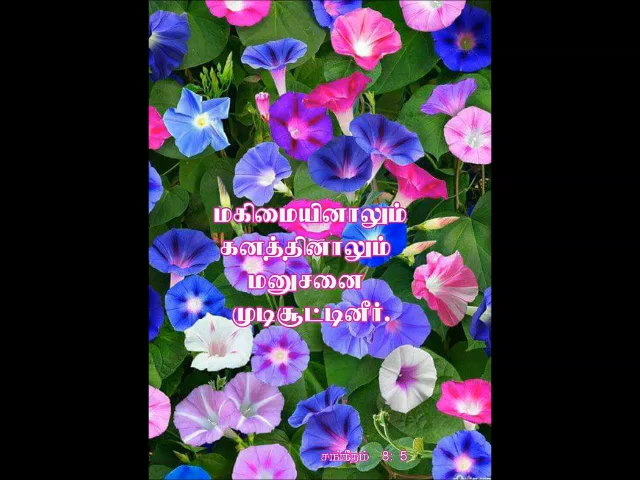 மகிமையினாலும்
கனத்தினாலும்
மனுசனை
முடிசூட்டினீர்.
சங்கீதம் 8: 5